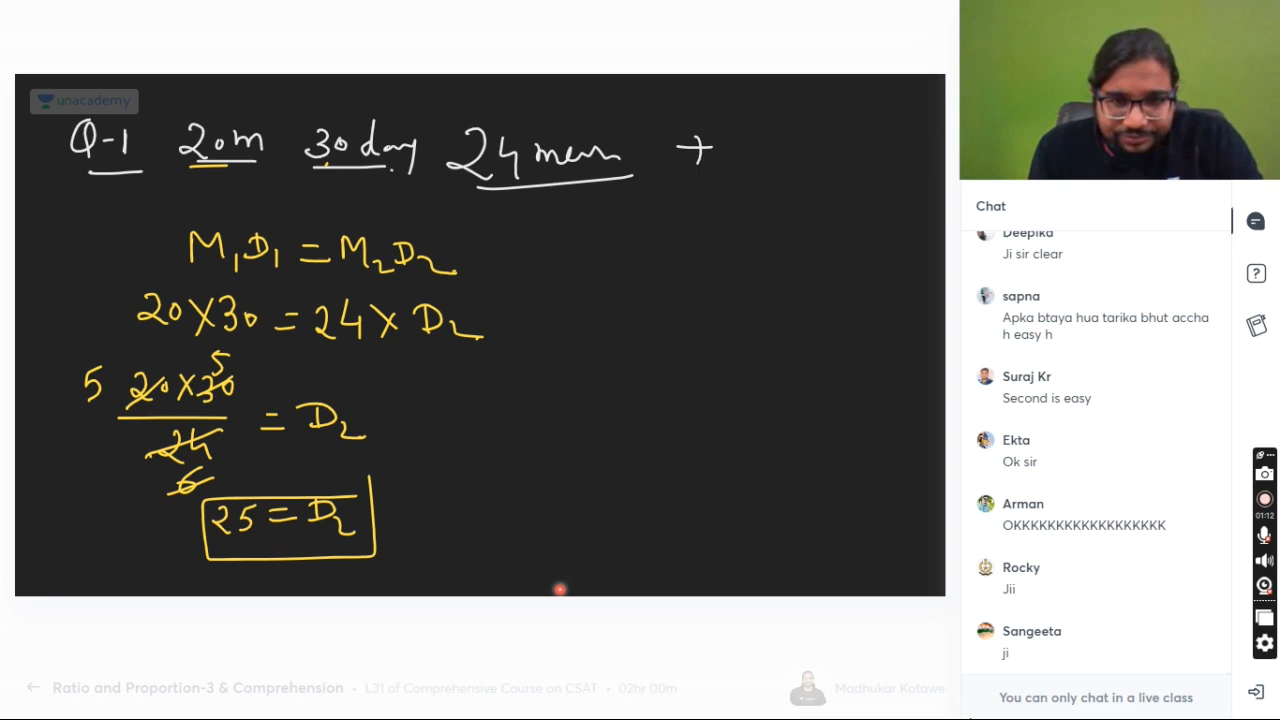 unacademy
Q-1 20m 30 day 24 men +
M₁D₁ = M₂D₂
20 X 30 = 24 X D₂
5 20 X 30 5
24
6
= D₂
25 = D₂
Chat
Deepika
Ji sir clear
sapna
Apka btaya hua tarika bhut accha
h easy h
Suraj Kr
Second is easy
Ekta
Ok sir
Arman
OKKKKKKKKKKKKKKKKKK
Rocky
Jii
Sangeeta
ji
You can only chat in a live class
01:12
← Ratio and Proportion-3 & Comprehension • L31 of Comprehensive Course on CSAT • 02hr 00m
Madhukar Kotawe